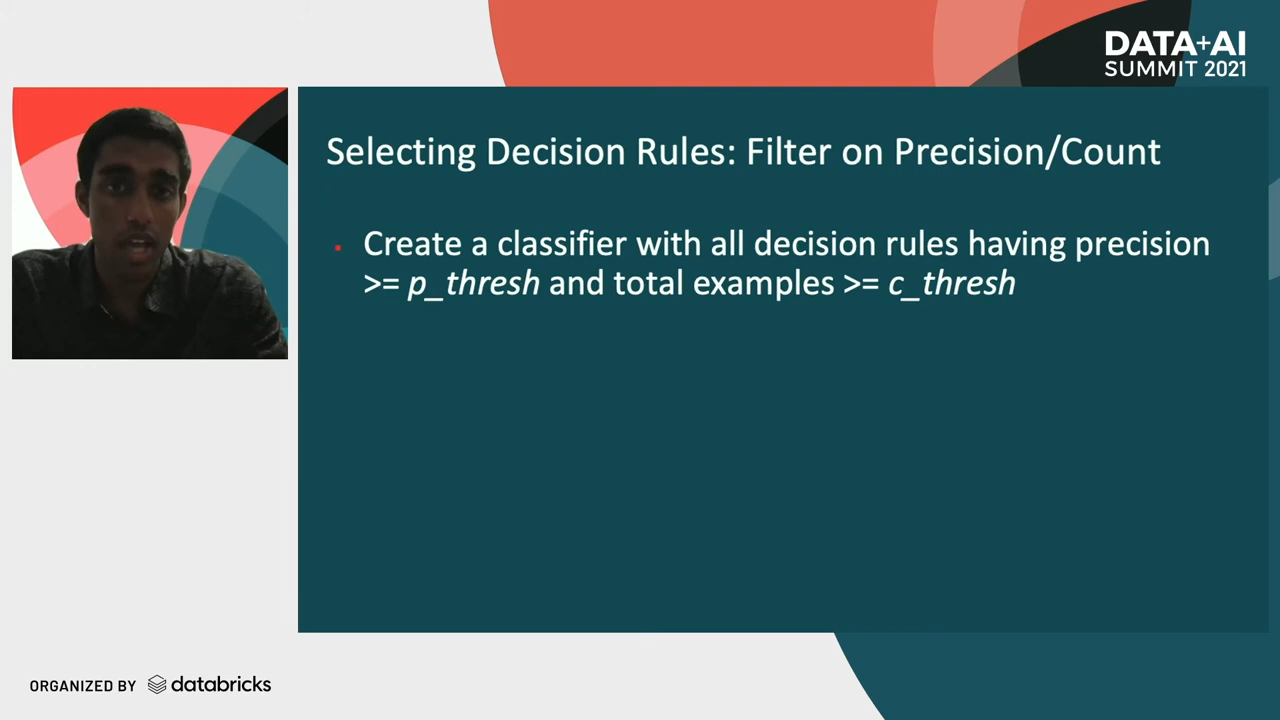 DATA+AI
SUMMIT 2021
Selecting Decision Rules: Filter on Precision/Count
Create a classifier with all decision rules having precision
>= p_thresh and total examples >= c_thresh
ORGANIZED BY databricks